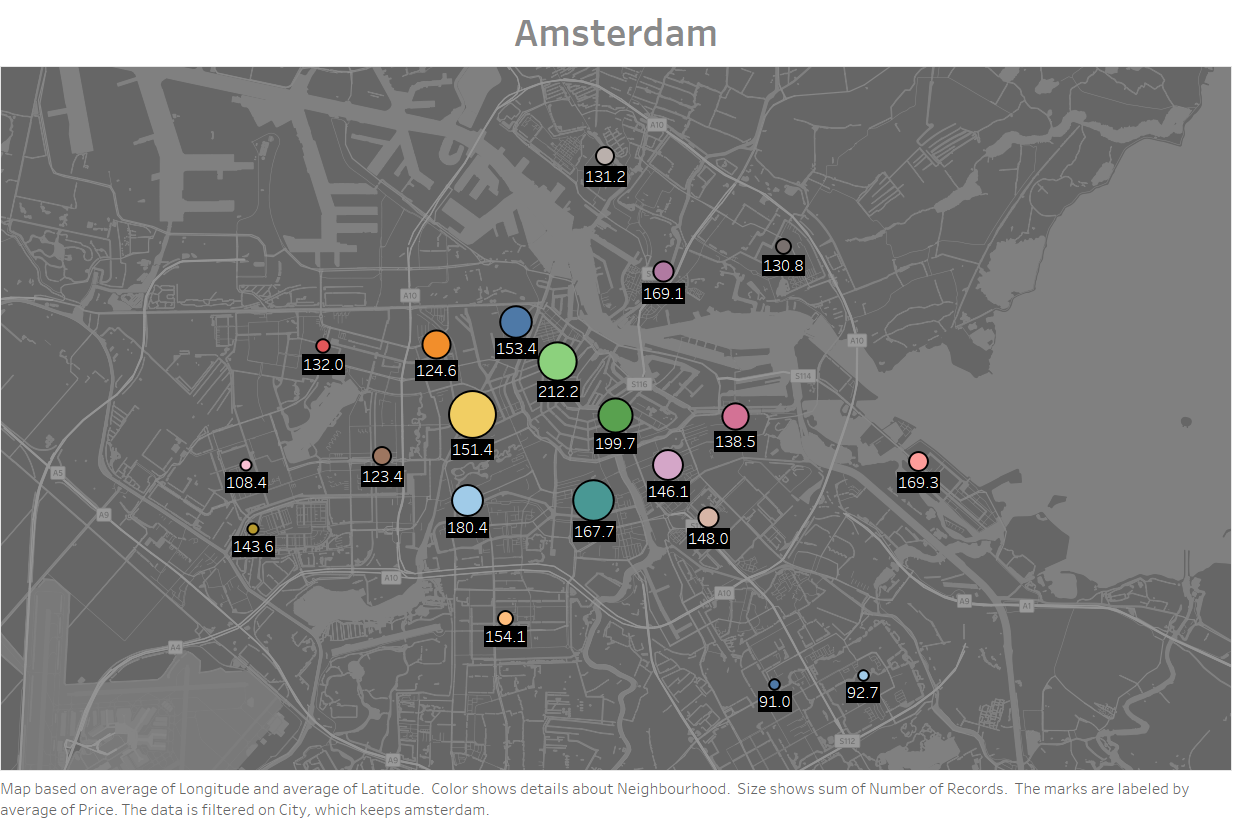 Amsterdam
A10
131.2
130.8
169.1
A10
153.4
132.0
124.6
A10
212.2
S116
S114
151.4
199.7
138.5
108.4
123.4
146.1
169.3
A5
A9
180.4
167.7
148.0
143.6
A10
A10
A9
A1
154.1
A4
91.0
92.7
S112
A9
Map based on average of Longitude and average of Latitude.  Color shows details about Neighbourhood.  Size shows sum of Number of Records.  The marks are labeled by
average of Price. The data is filtered on City, which keeps amsterdam.